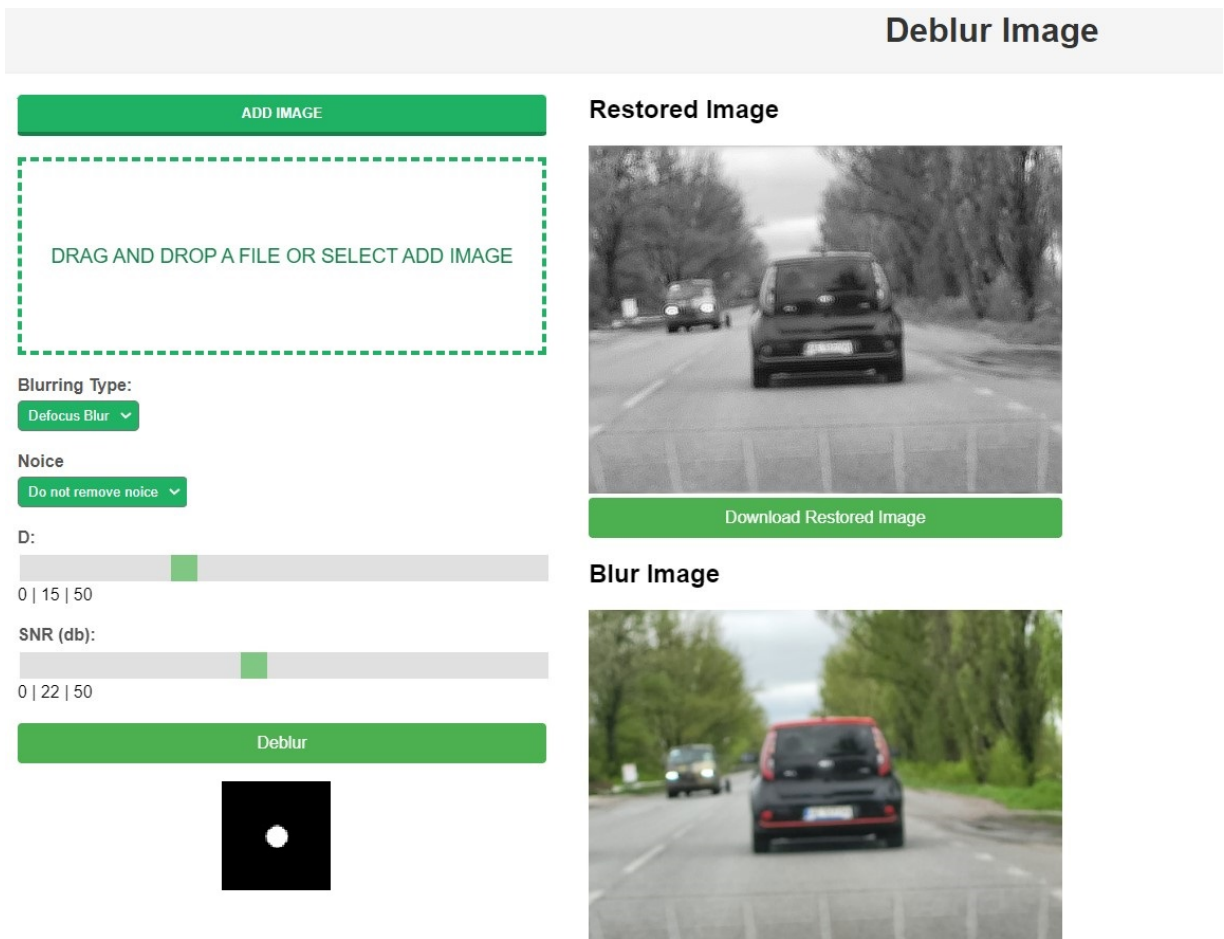 Deblur Image
ADD IMAGE
DRAG AND DROP A FILE OR SELECT ADD IMAGE
Blurring Type:
Defocus Blur
Noice
Do not remove noice
D:
0 | 15 | 50
SNR (db):
0 | 22 | 50
Deblur
Restored Image
Download Restored Image
Blur Image